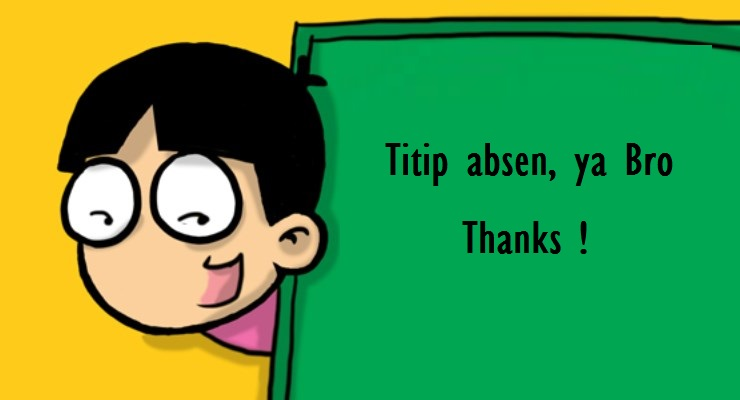 Titip absen, ya Bro
Thanks !